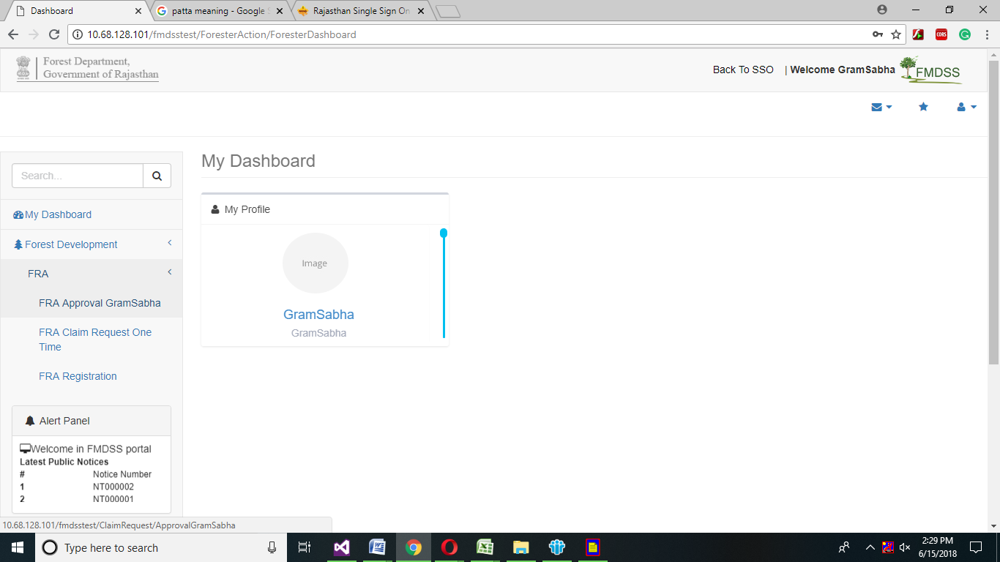 Dashboard
patta meaning - Google S
Rajasthan Single Sign On
10.68.128.101/fmdsstest/ForesterAction/ForesterDashboard
CORS
Forest Department,
Government of Rajasthan
Back To SSO | Welcome GramSabha
FMDSS
My Dashboard
Search...
My Profile
My Dashboard
Image
Forest Development
FRA
FRA Approval GramSabha
GramSabha
GramSabha
FRA Claim Request One
Time
FRA Registration
Alert Panel
Welcome in FMDSS portal
Latest Public Notices
# Notice Number
1 NT000002
2 NT000001
10.68.128.101/fmdsstest/ClaimRequest/ApprovalGramSabha
Type here to search
2:29 PM
6/15/2018